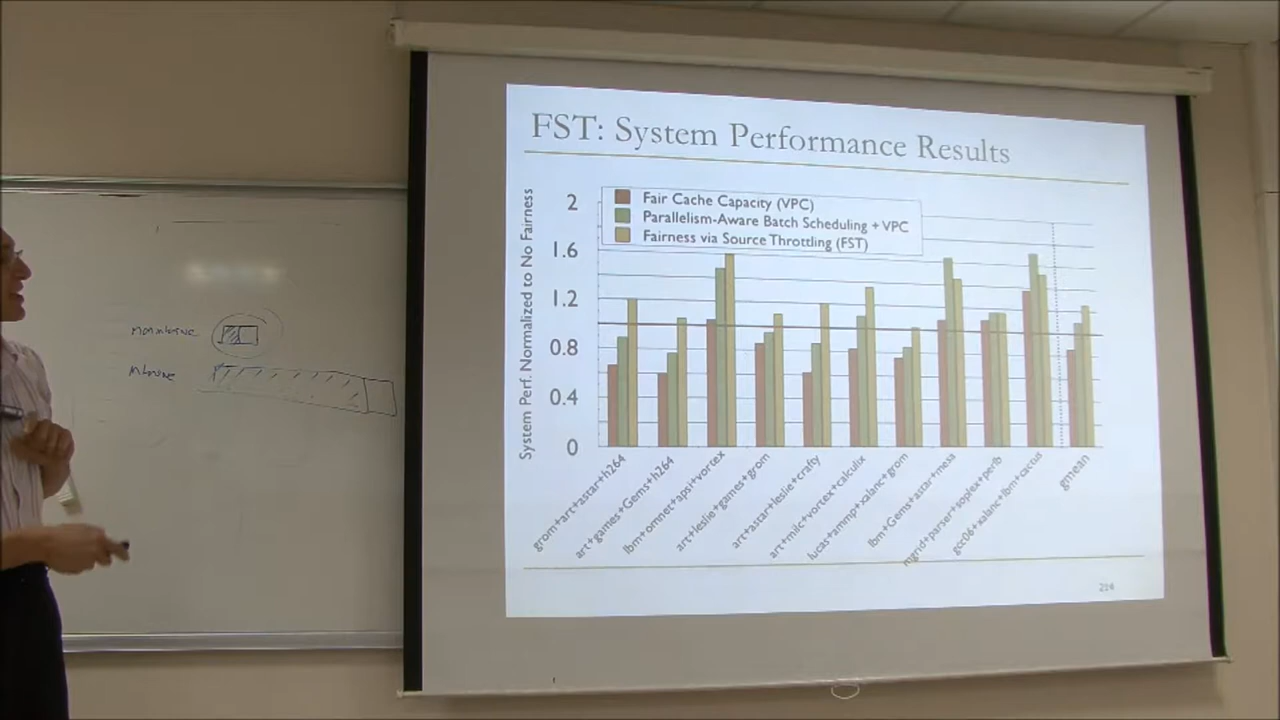 FST: System Performance Results
System Perf. Normalized to No Fairness
2
1.6
1.2
0.8
0.4
0
Fair Cache Capacity (VPC)
Parallelism-Aware Batch Scheduling + VPC
Fairness via Source Throttling (FST)
grom+art+astar+h264
art+games+Gems+h264
lbm+omnet+apsi+vortex
art+leslie+games+grom
art+astar+leslie+crafty
art+milc+vortex+calculix
lucas+ammp+xalanc+grom
lbm+Gems+astar+mesa
mgrid+parser+soplex+perlb
gcc06+xalanc+lbm+cactus
gmean